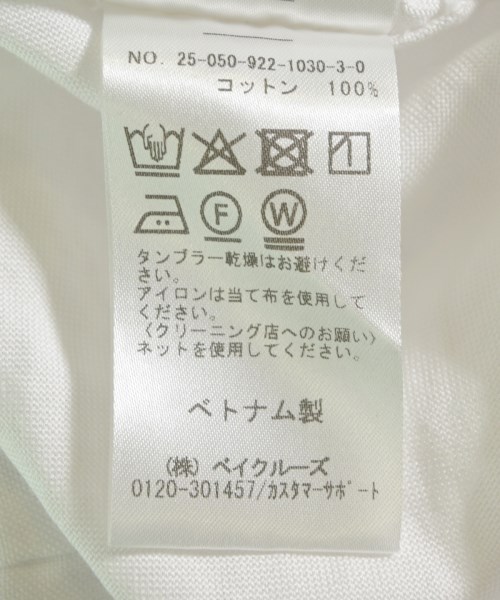 NO. 25-050-922-1030-3-0
コットン 100%
F W
タンブラー乾燥はお避けくだ
さい。
アイロンは当て布を使用して
ください。
〈クリーニング店へのお願い〉
ネットを使用してください。
ベトナム製
(株) ベイクルーズ
0120-301457/カスタマーサポート